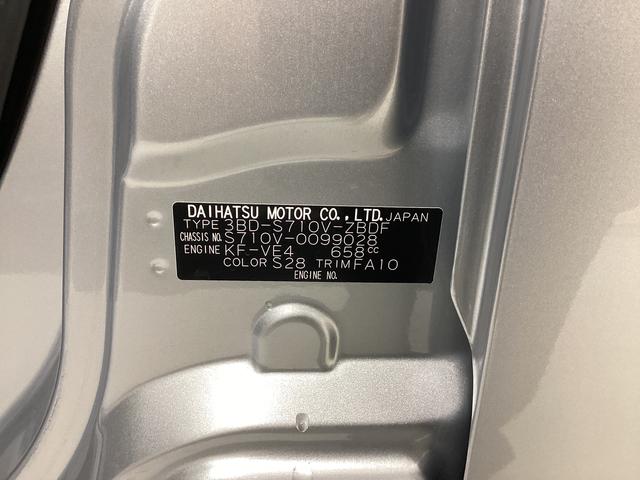 DAIHATSU MOTOR CO., LTD. JAPAN
TYPE 3BD-S710V-ZBDF
CHASSIS NO. S710V-0099028
ENGINE KF-VE4 658cc
COLOR S28 TRIM FA10
ENGINE NO.